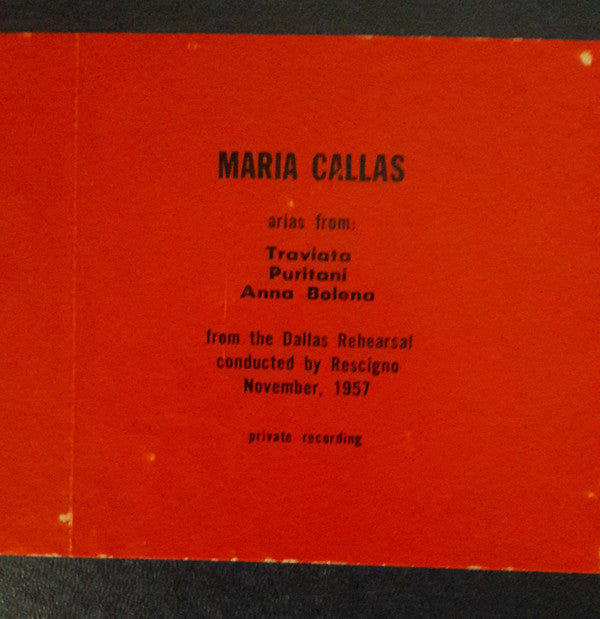 MARIA CALLAS
arias from:
Traviata
Puritani
Anna Bolena
from the Dallas Rehearsal
conducted by Rescigno
November, 1957
private recording